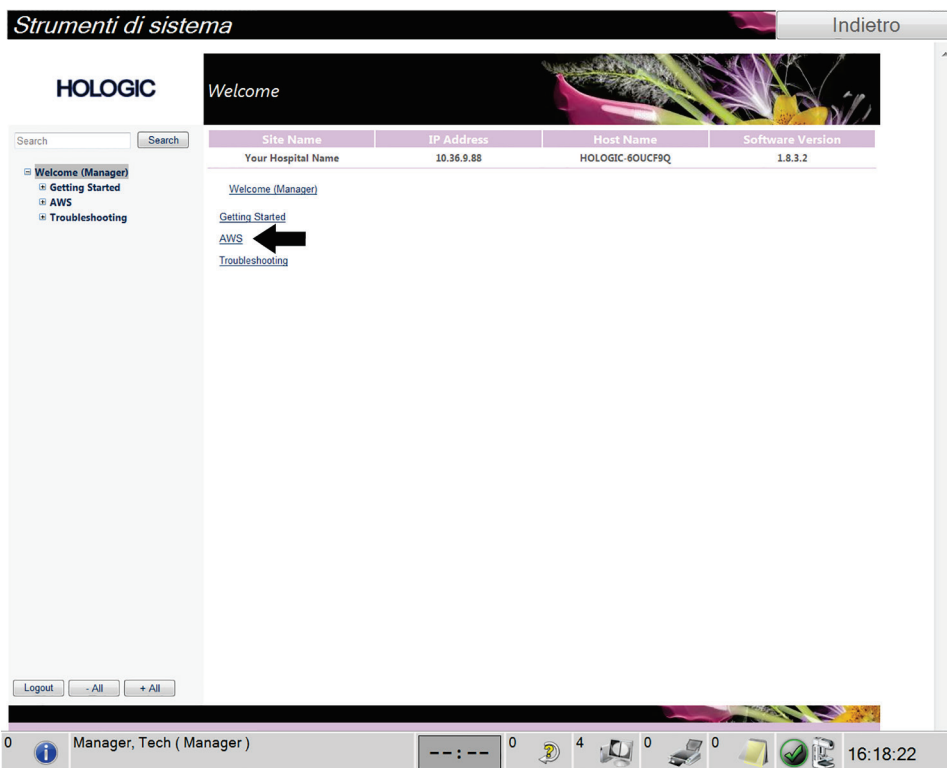 Strumenti di sistema
Indietro
HOLOGIC
Welcome
Search Search
Site Name IP Address Host Name Software Version
Your Hospital Name 10.36.9.88 HOLOGIC-6OUCF9Q 1.8.3.2
Welcome (Manager)
Getting Started
AWS
Troubleshooting
Welcome (Manager)
Getting Started
AWS
Troubleshooting
Logout - All + All
0 Manager, Tech ( Manager ) --:-- 0 4 0 0 16:18:22